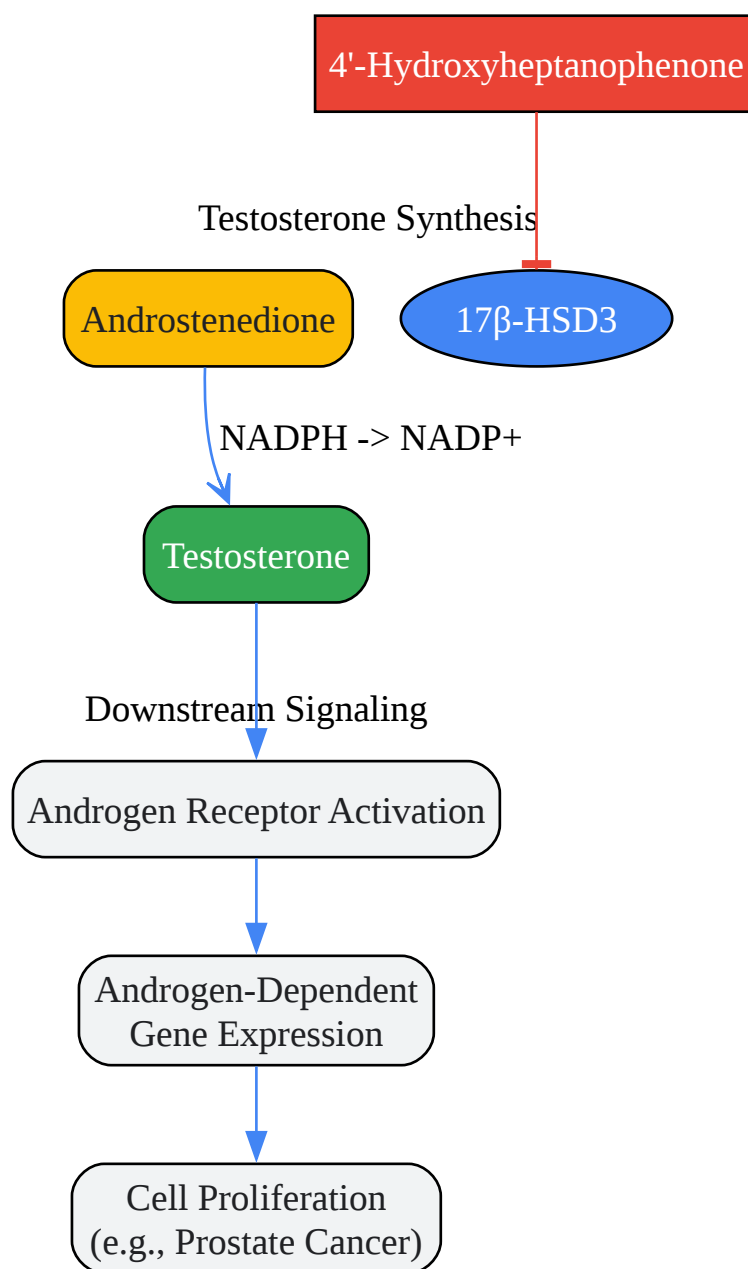 4'-Hydroxyheptanophenone
Testosterone Synthesis
Androstenedione
17β-HSD3
NADPH -> NADP+
Testosterone
Downstream Signaling
Androgen Receptor Activation
Androgen-Dependent
Gene Expression
Cell Proliferation
(e.g., Prostate Cancer)